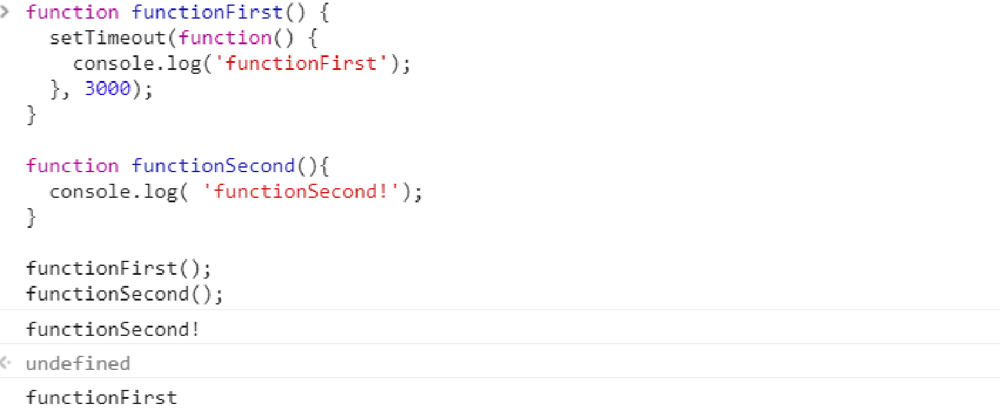 function functionFirst() {
  setTimeout(function() {
    console.log('functionFirst');
  }, 3000);
}

function functionSecond(){
  console.log( 'functionSecond!');
}

functionFirst();
functionSecond();
functionSecond!
undefined
functionFirst